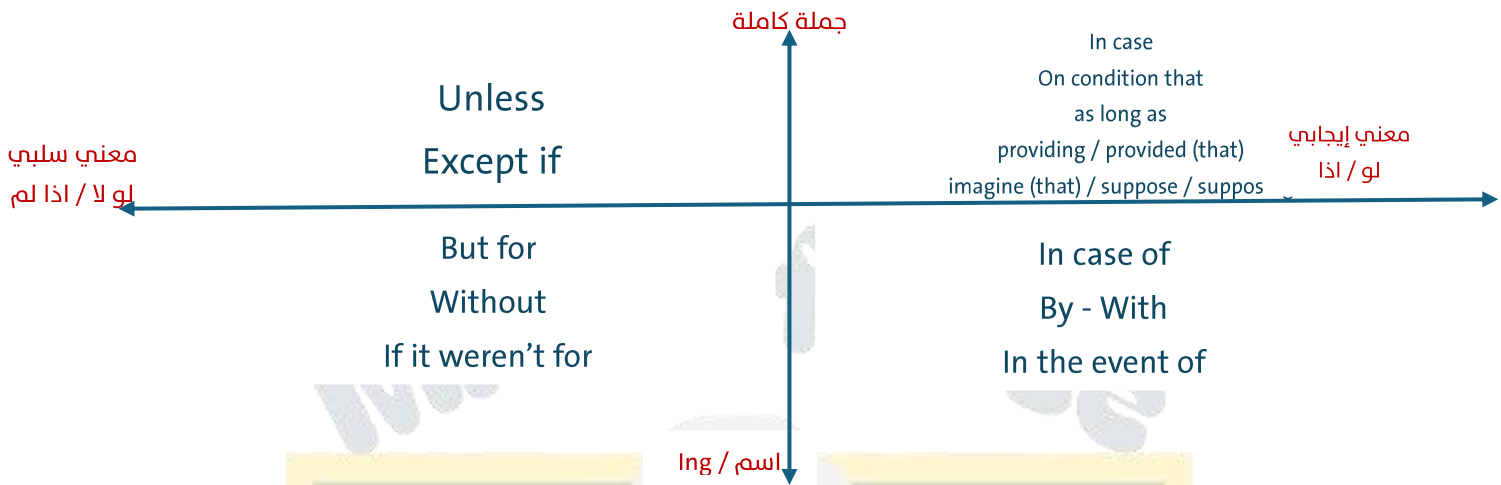 جملة كاملة
Unless
Except if
In case
On condition that
as long as
providing / provided (that)
imagine (that) / suppose / suppos
معني إيجابي
لو / اذا
معني سلبي
لو لا / اذا لم
But for
Without
If it weren't for
In case of
By - With
In the event of
Ing / اسم